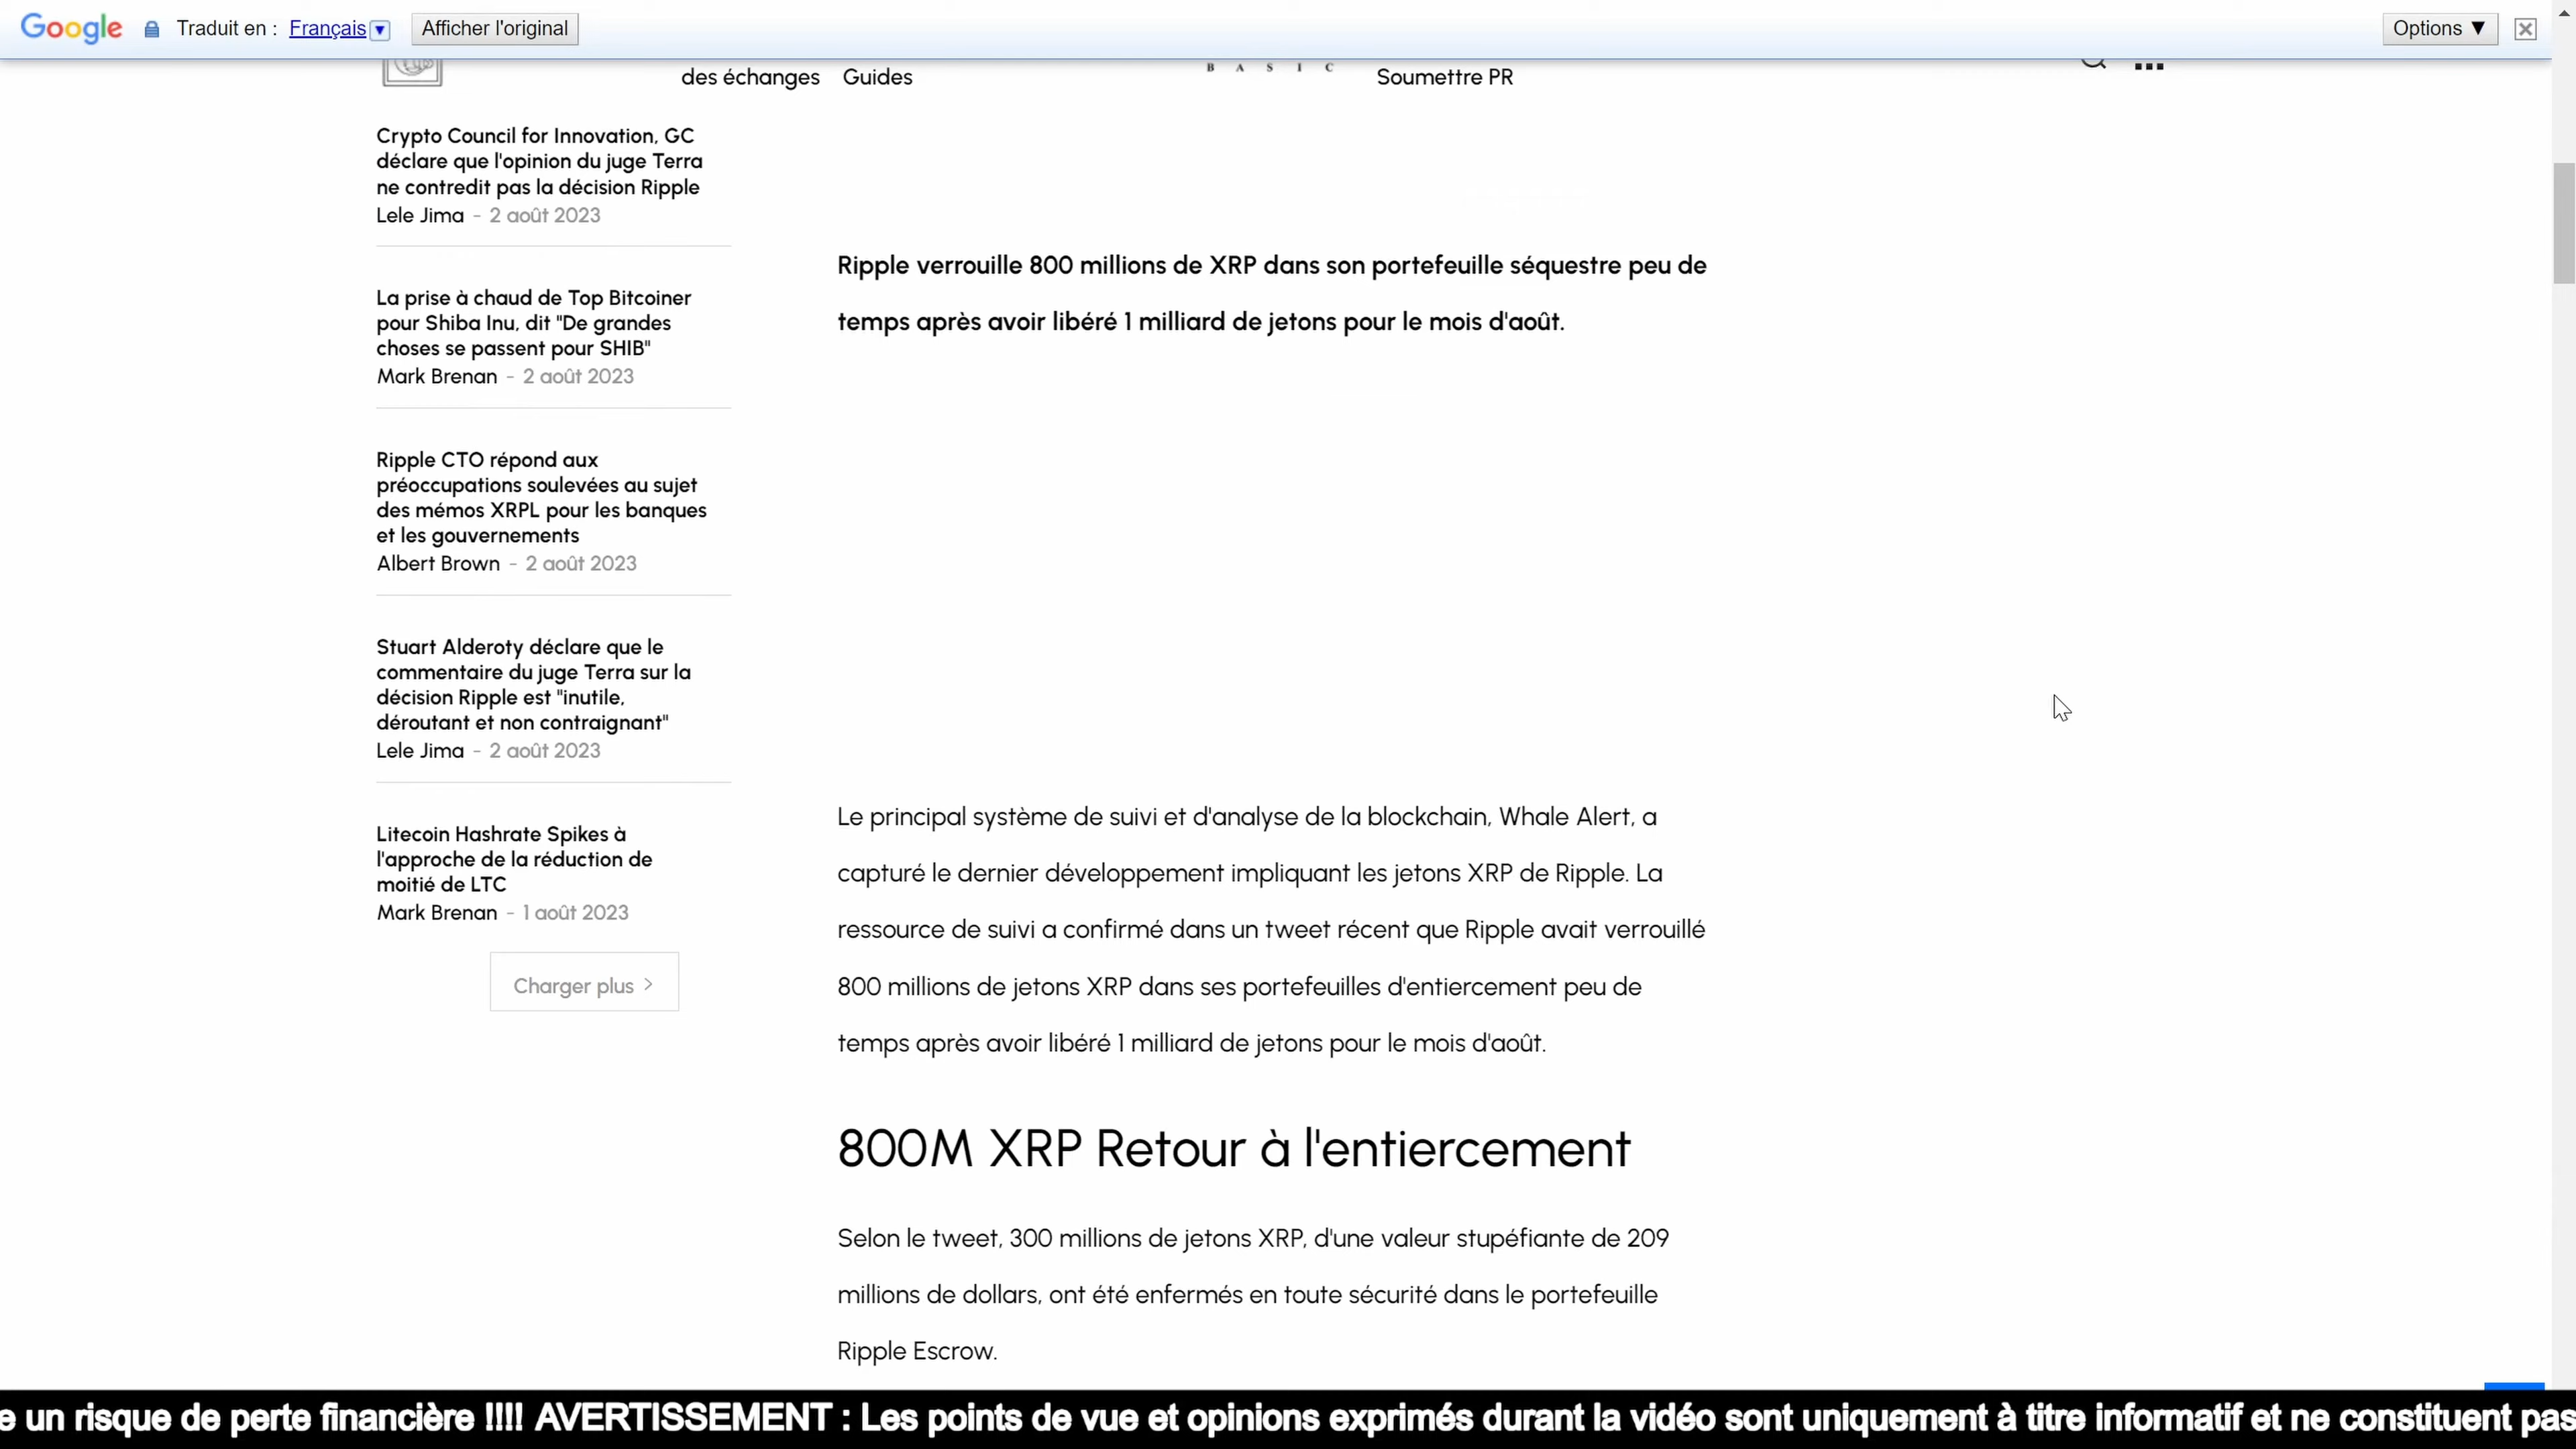 Google Traduit en : Français ▼ Afficher l'original Options ▼
des échanges Guides BASIC Soumettre PR
Crypto Council for Innovation, GC
déclare que l'opinion du juge Terra
ne contredit pas la décision Ripple
Lele Jima - 2 août 2023
La prise à chaud de Top Bitcoiner
pour Shiba Inu, dit "De grandes
choses se passent pour SHIB"
Mark Brenan - 2 août 2023
Ripple CTO répond aux
préoccupations soulevées au sujet
des mémos XRPL pour les banques
et les gouvernements
Albert Brown - 2 août 2023
Stuart Alderoty déclare que le
commentaire du juge Terra sur la
décision Ripple est "inutile,
déroutant et non contraignant"
Lele Jima - 2 août 2023
Litecoin Hashrate Spikes à
l'approche de la réduction de
moitié de LTC
Mark Brenan - 1 août 2023
Charger plus >
Ripple verrouille 800 millions de XRP dans son portefeuille séquestre peu de
temps après avoir libéré 1 milliard de jetons pour le mois d'août.
Le principal système de suivi et d'analyse de la blockchain, Whale Alert, a
capturé le dernier développement impliquant les jetons XRP de Ripple. La
ressource de suivi a confirmé dans un tweet récent que Ripple avait verrouillé
800 millions de jetons XRP dans ses portefeuilles d'entiercement peu de
temps après avoir libéré 1 milliard de jetons pour le mois d'août.
800M XRP Retour à l'entiercement
Selon le tweet, 300 millions de jetons XRP, d'une valeur stupéfiante de 209
millions de dollars, ont été enfermés en toute sécurité dans le portefeuille
Ripple Escrow.
e un risque de perte financière !!!! AVERTISSEMENT : Les points de vue et opinions exprimés durant la vidéo sont uniquement à titre informatif et ne constituent pas